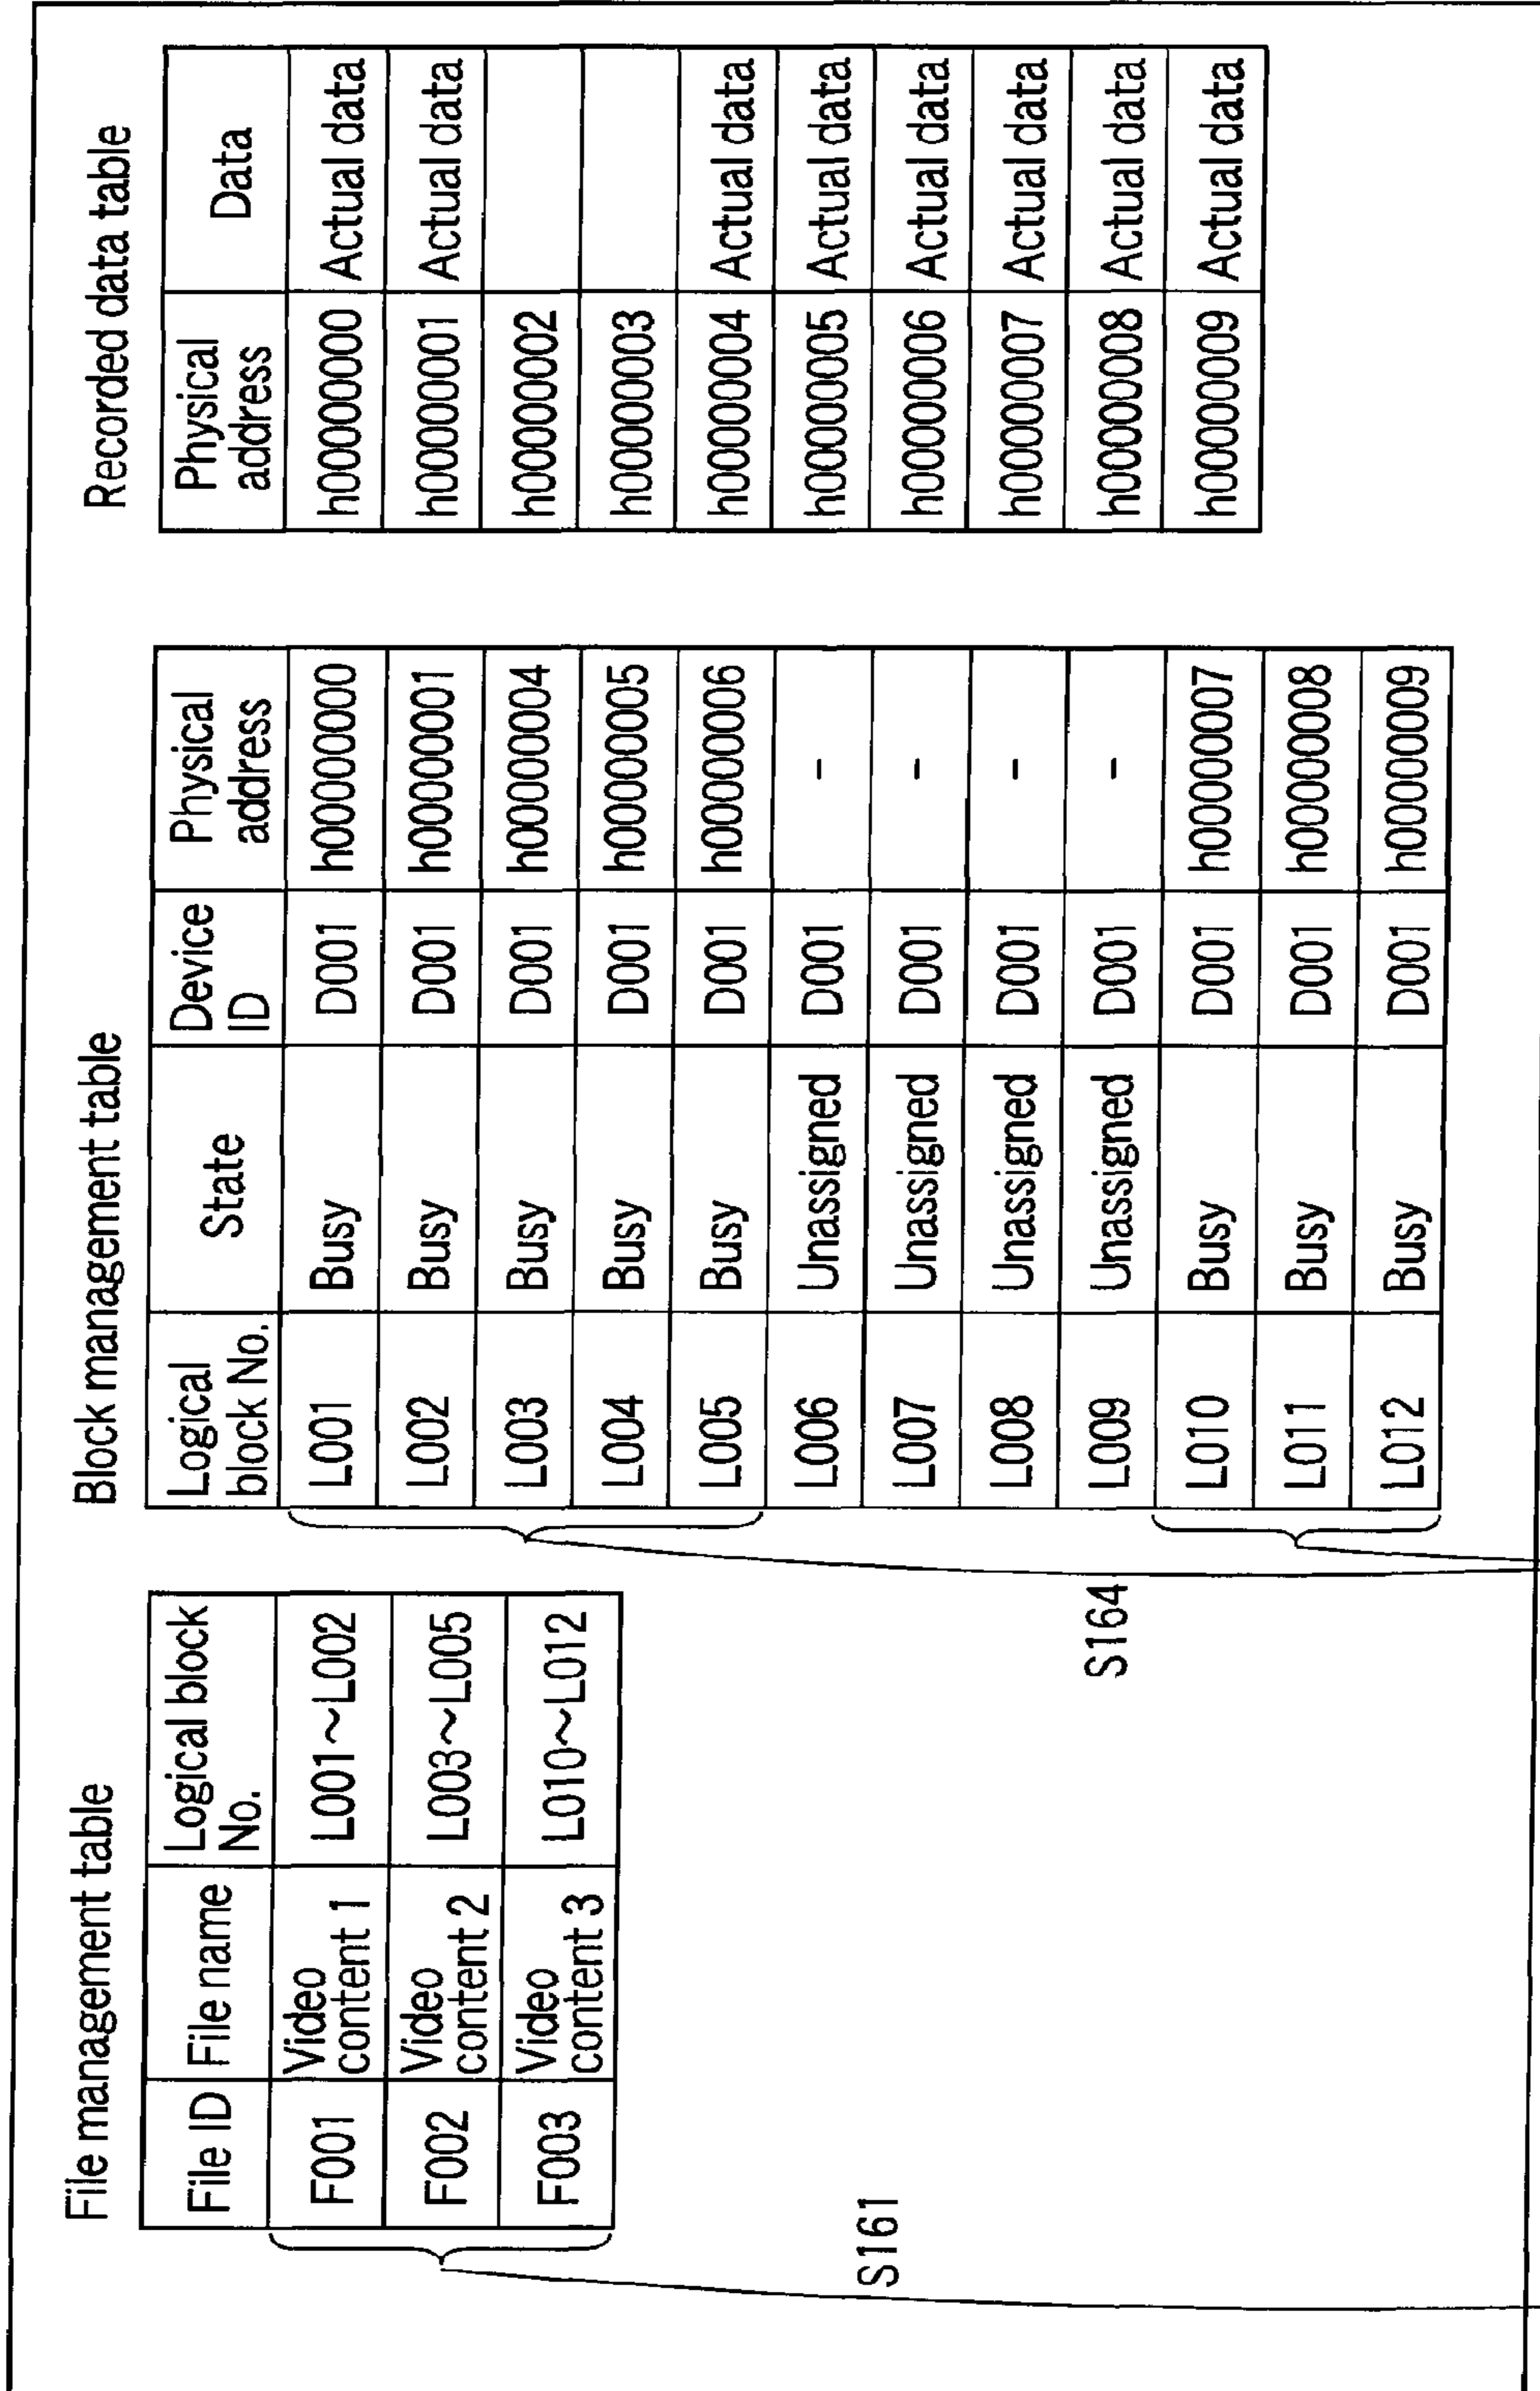 File management table
File ID
File name
Logical block
No.
F001
Video
content 1
L001~L002
F002
Video
content 2
L003~L005
F003
Video
content 3
L010~L012
S161
Block management table
Logical
block No.
State
Device
ID
Physical
address
L001 Busy D001 h00000000
L002 Busy D001 h00000001
L003 Busy D001 h00000004
L004 Busy D001 h00000005
L005 Busy D001 h00000006
L006 Unassigned D001 -
L007 Unassigned D001 -
L008 Unassigned D001 -
L009 Unassigned D001 -
L010 Busy D001 h00000007
L011 Busy D001 h00000008
L012 Busy D001 h00000009
S164
Recorded data table
Physical
address
Data
h00000000 Actual data
h00000001 Actual data
h00000002
h00000003
h00000004 Actual data
h00000005 Actual data
h00000006 Actual data
h00000007 Actual data
h00000008 Actual data
h00000009 Actual data